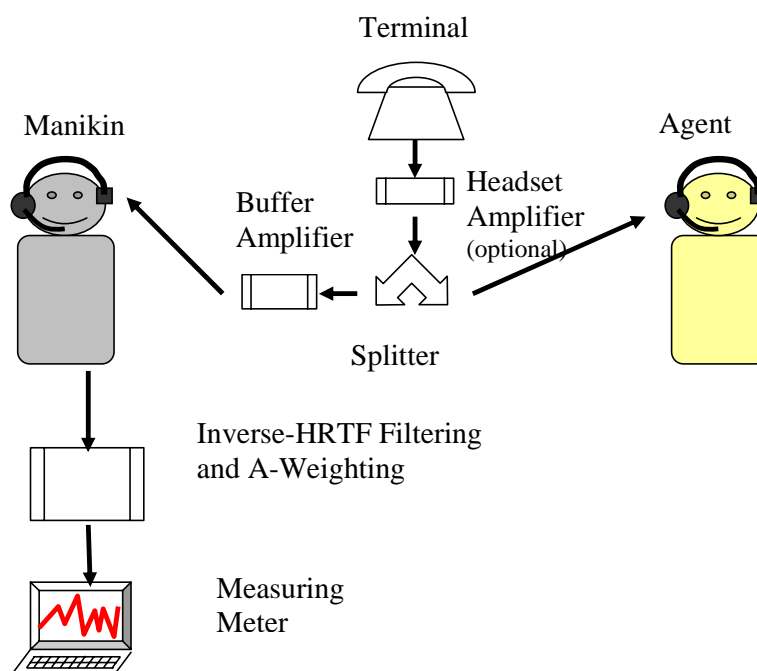 Terminal
Manikin
Agent
Headset
Amplifier
(optional)
Buffer
Amplifier
Splitter
Inverse-HRTF Filtering
and A-Weighting
Measuring
Meter